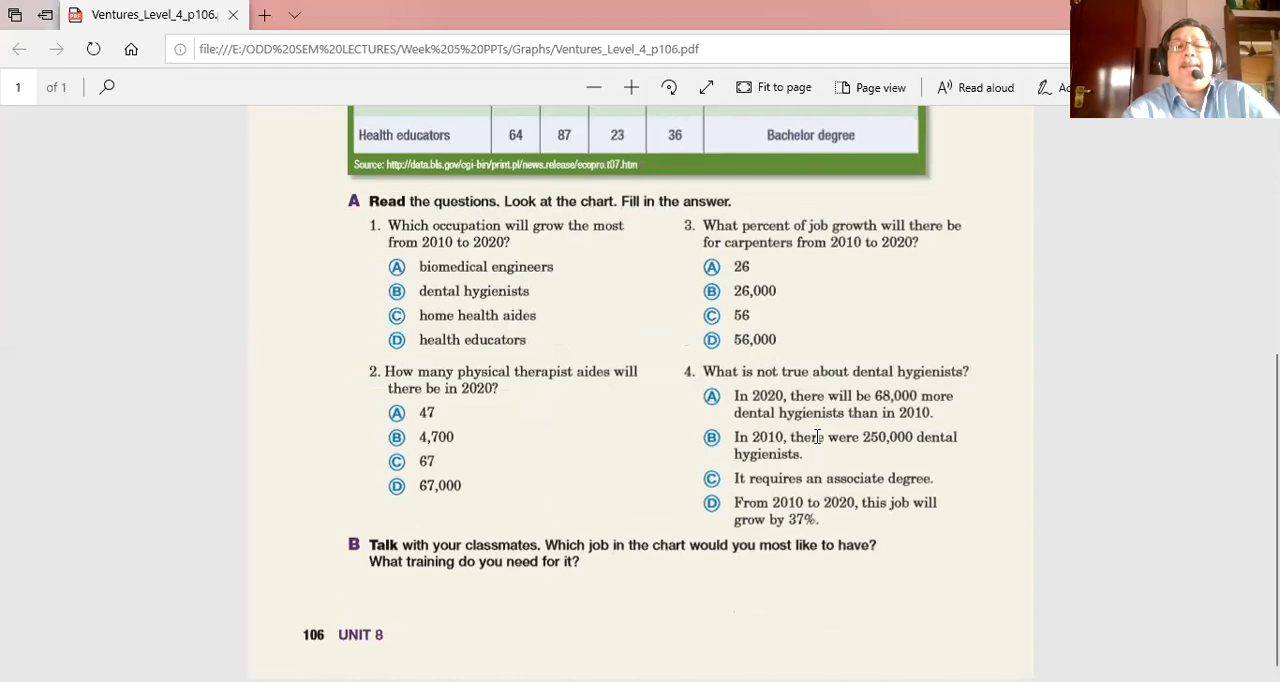 Ventures_Level_4_p106.
file:///E:/ODD%20SEM%20LECTURES/Week%205%20PPTs/Graphs/Ventures_Level_4_p106.pdf
1 of 1 Fit to page Page view Read aloud
Health educators 64 87 23 36 Bachelor degree
Source: http://data.bls.gov/cgi-bin/print.pl/news.release/ecopro.t07.htm
A Read the questions. Look at the chart. Fill in the answer.
1. Which occupation will grow the most
from 2010 to 2020?
A biomedical engineers
B dental hygienists
C home health aides
D health educators
2. How many physical therapist aides will
there be in 2020?
A 47
B 4,700
C 67
D 67,000
3. What percent of job growth will there be
for carpenters from 2010 to 2020?
A 26
B 26,000
C 56
D 56,000
4. What is not true about dental hygienists?
A In 2020, there will be 68,000 more
dental hygienists than in 2010.
B In 2010, there were 250,000 dental
hygienists.
C It requires an associate degree.
D From 2010 to 2020, this job will
grow by 37%.
B Talk with your classmates. Which job in the chart would you most like to have?
What training do you need for it?
106 UNIT 8